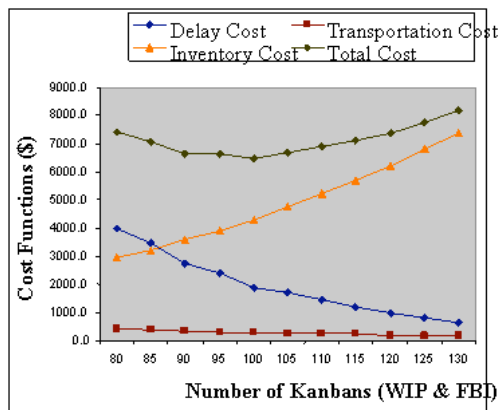 Delay Cost Transportation Cost
Inventory Cost Total Cost
9000.0
8000.0
7000.0
6000.0
5000.0
4000.0
3000.0
2000.0
1000.0
0.0
Cost Functions ($)
80 85 90 95 100 105 110 115 120 125 130
Number of Kanbans (WIP & FBI)